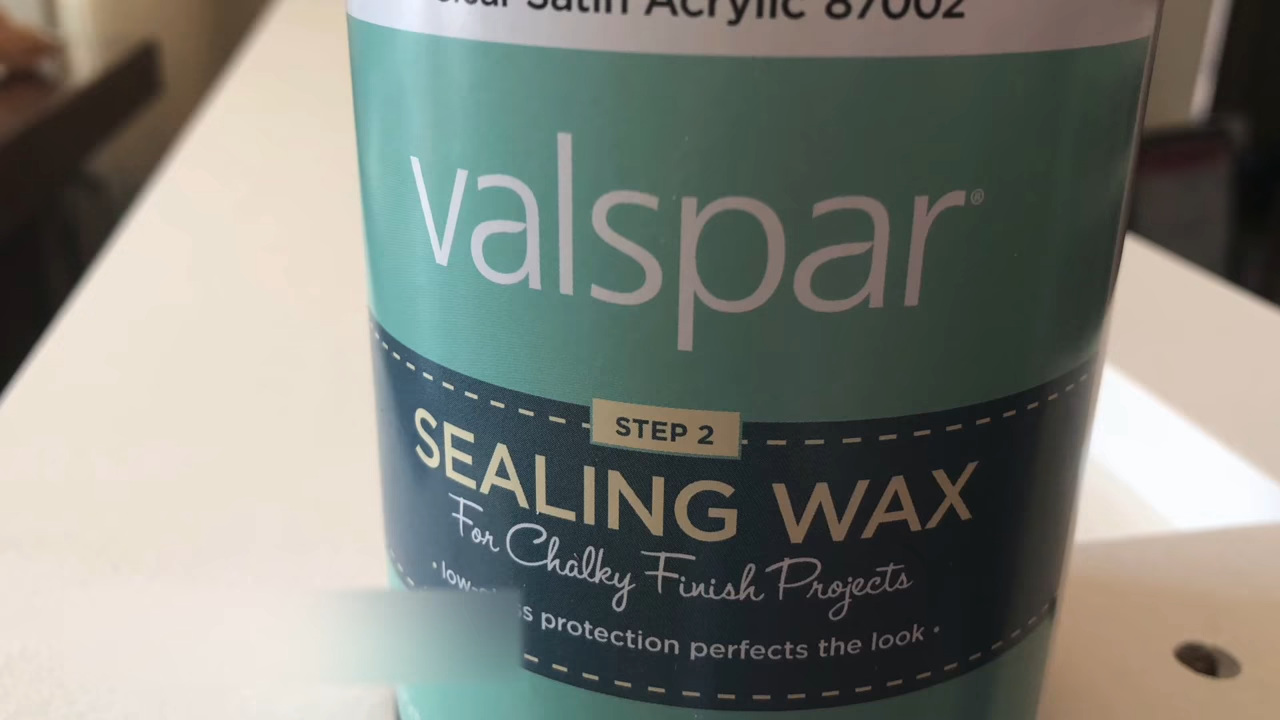 Satin Acrylic 87002
valspar®
STEP 2
SEALING WAX
For Chalky Finish Projects
protection perfects the look •